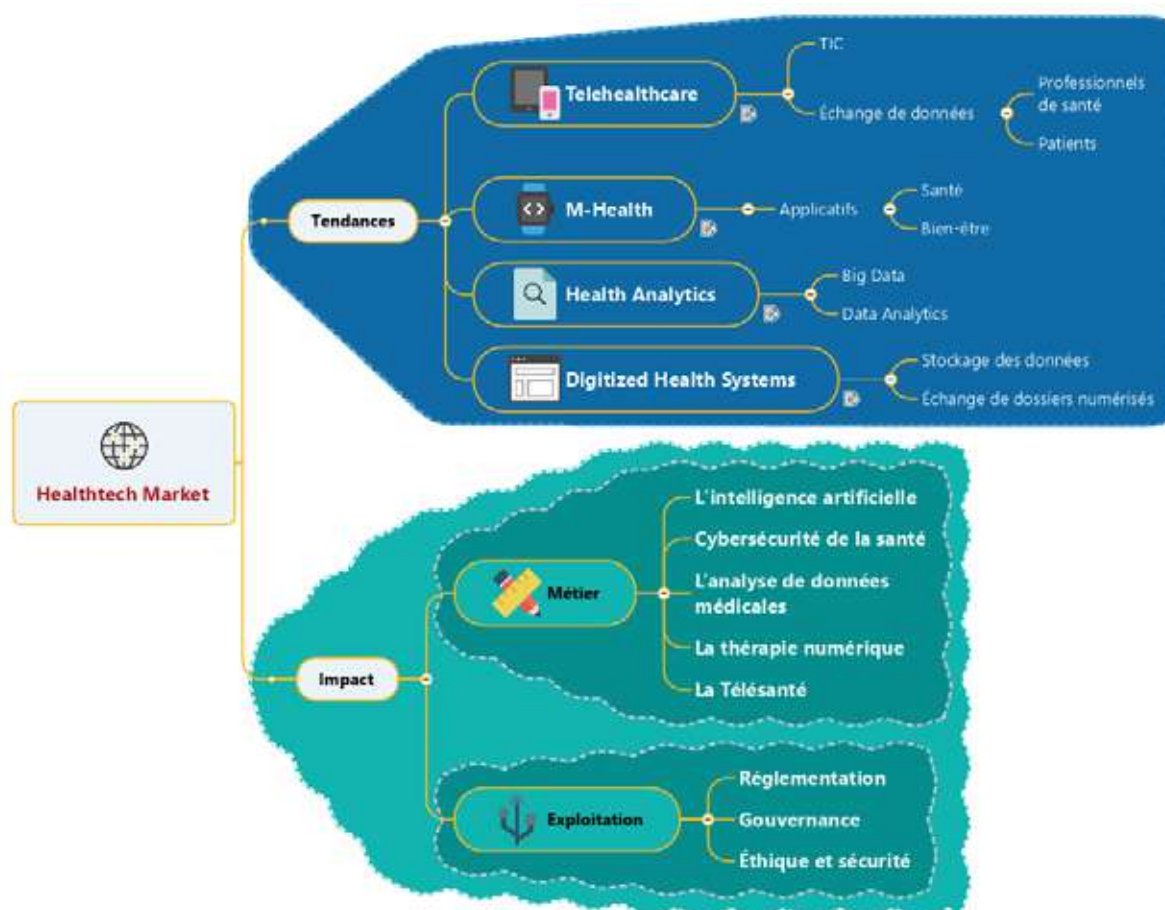 Healthtech Market
Tendances
Telehealthcare
TIC
Échange de données
Professionnels
de santé
Patients
M-Health
Applicatifs
Santé
Bien-être
Health Analytics
Big Data
Data Analytics
Digitized Health Systems
Stockage des données
Échange de dossiers numérisés
Impact
Métier
L'intelligence artificielle
Cybersécurité de la santé
L'analyse de données
médicales
La thérapie numérique
La Télésanté
Exploitation
Réglementation
Gouvernance
Éthique et sécurité